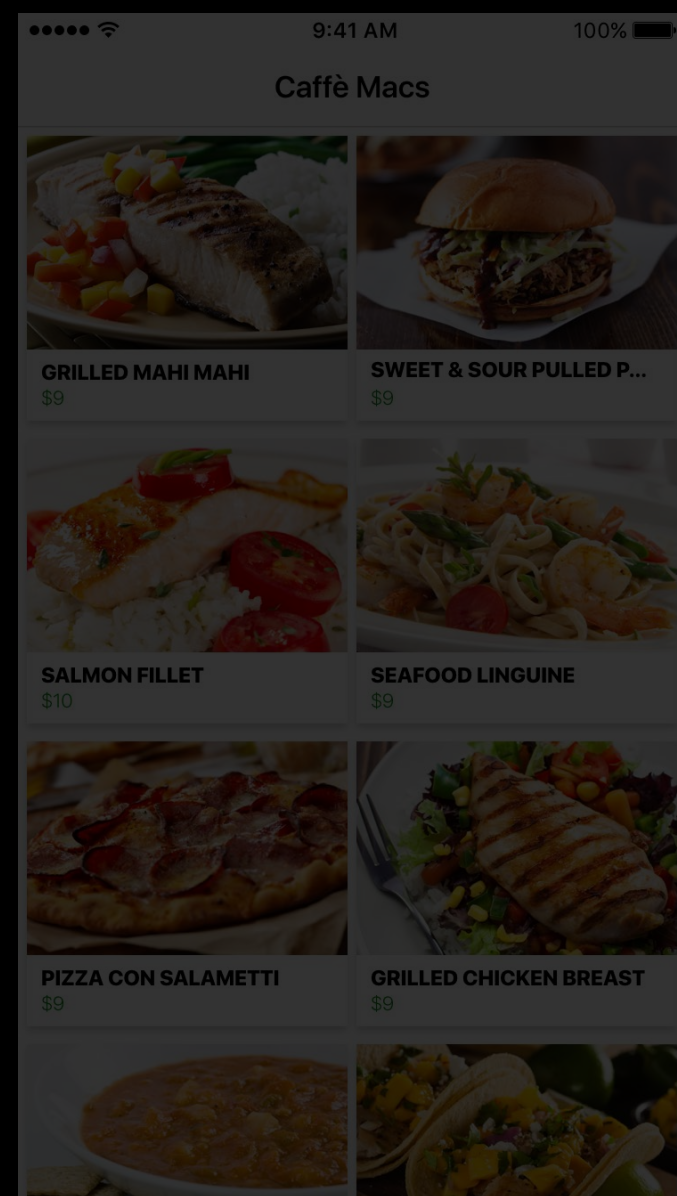 9:41 AM
100%
Caffè Macs
GRILLED MAHI MAHI
$9
SWEET & SOUR PULLED P...
$9
SALMON FILLET
$10
SEAFOOD LINGUINE
$9
PIZZA CON SALAMETTI
$9
GRILLED CHICKEN BREAST
$9